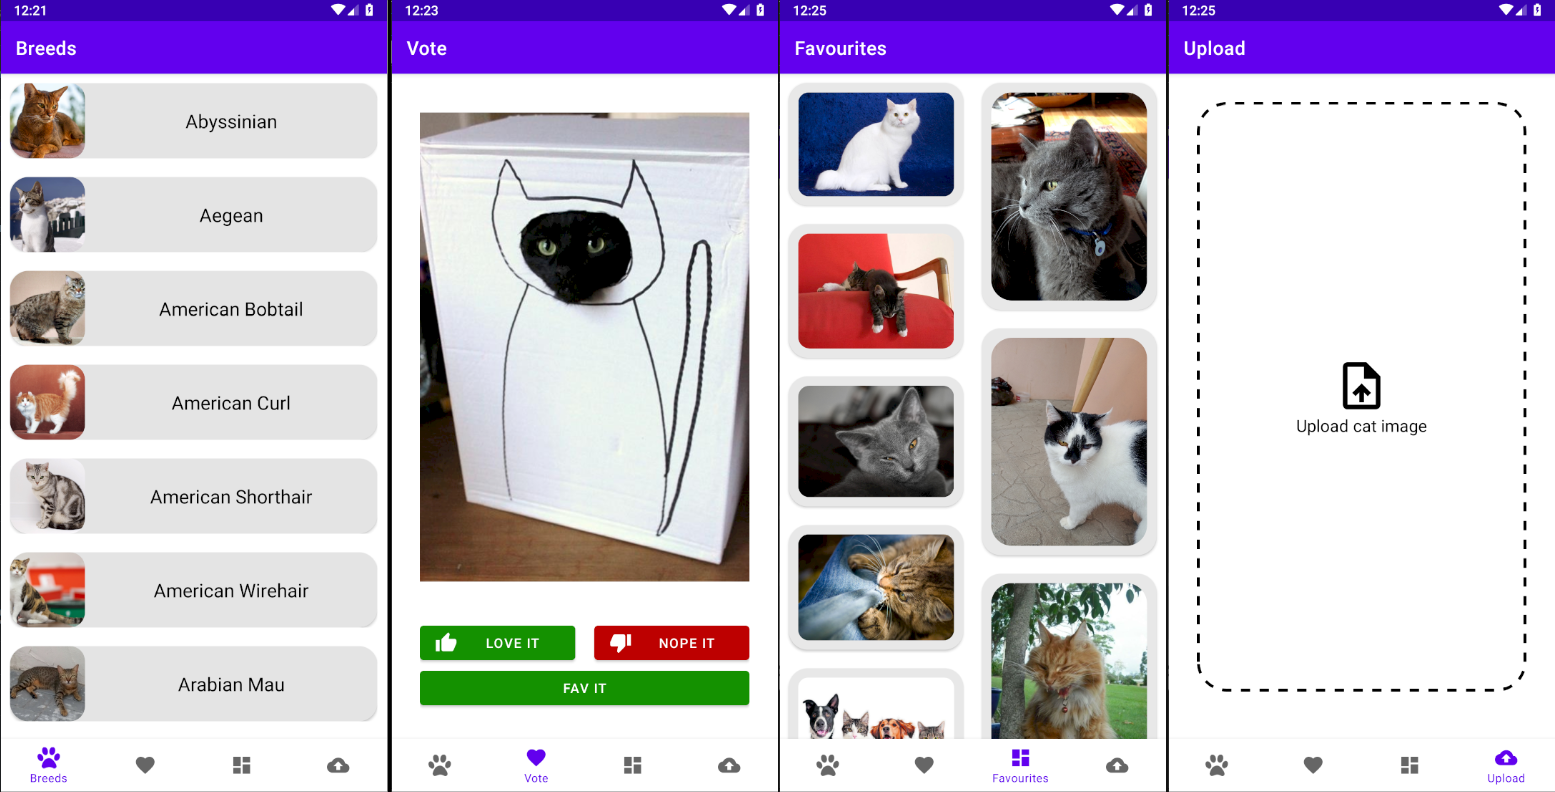 12:21
Breeds
Abyssinian
Aegean
American Bobtail
American Curl
American Shorthair
American Wirehair
Arabian Mau
Breeds
12:23
Vote
LOVE IT
NOPE IT
FAV IT
Vote
12:25
Favourites
Favourites
12:25
Upload
Upload cat image
Upload